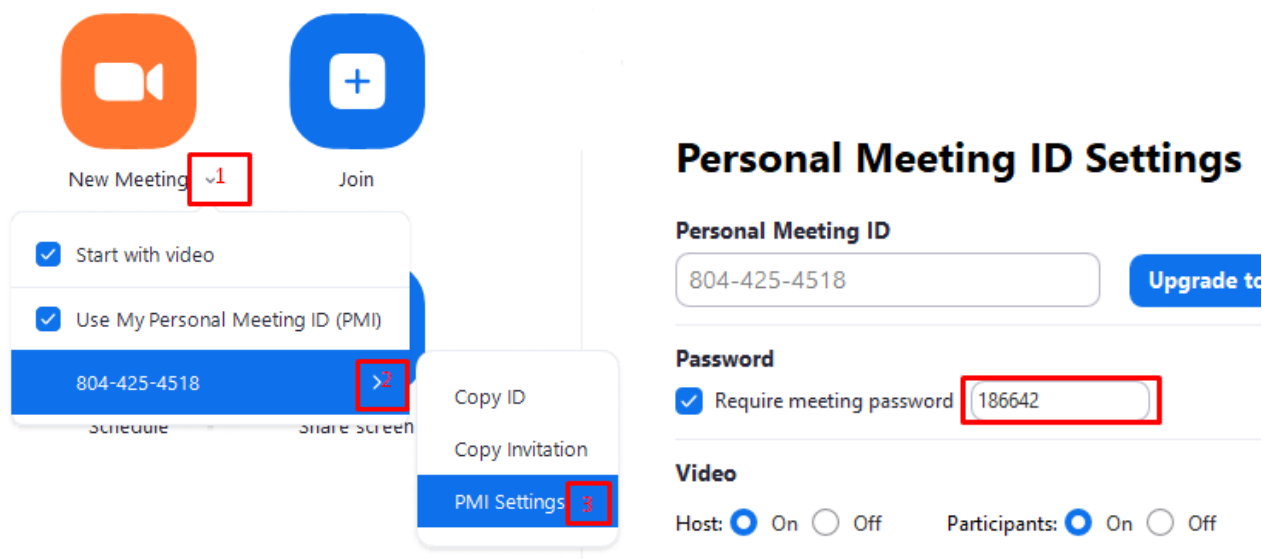 New Meeting 1
Join
Start with video
Use My Personal Meeting ID (PMI)
804-425-4518 2
Schedule
Share screen
Copy ID
Copy Invitation
PMI Settings 3
Personal Meeting ID Settings
Personal Meeting ID
804-425-4518
Upgrade to
Password
Require meeting password 186642
Video
Host: On Off Participants: On Off